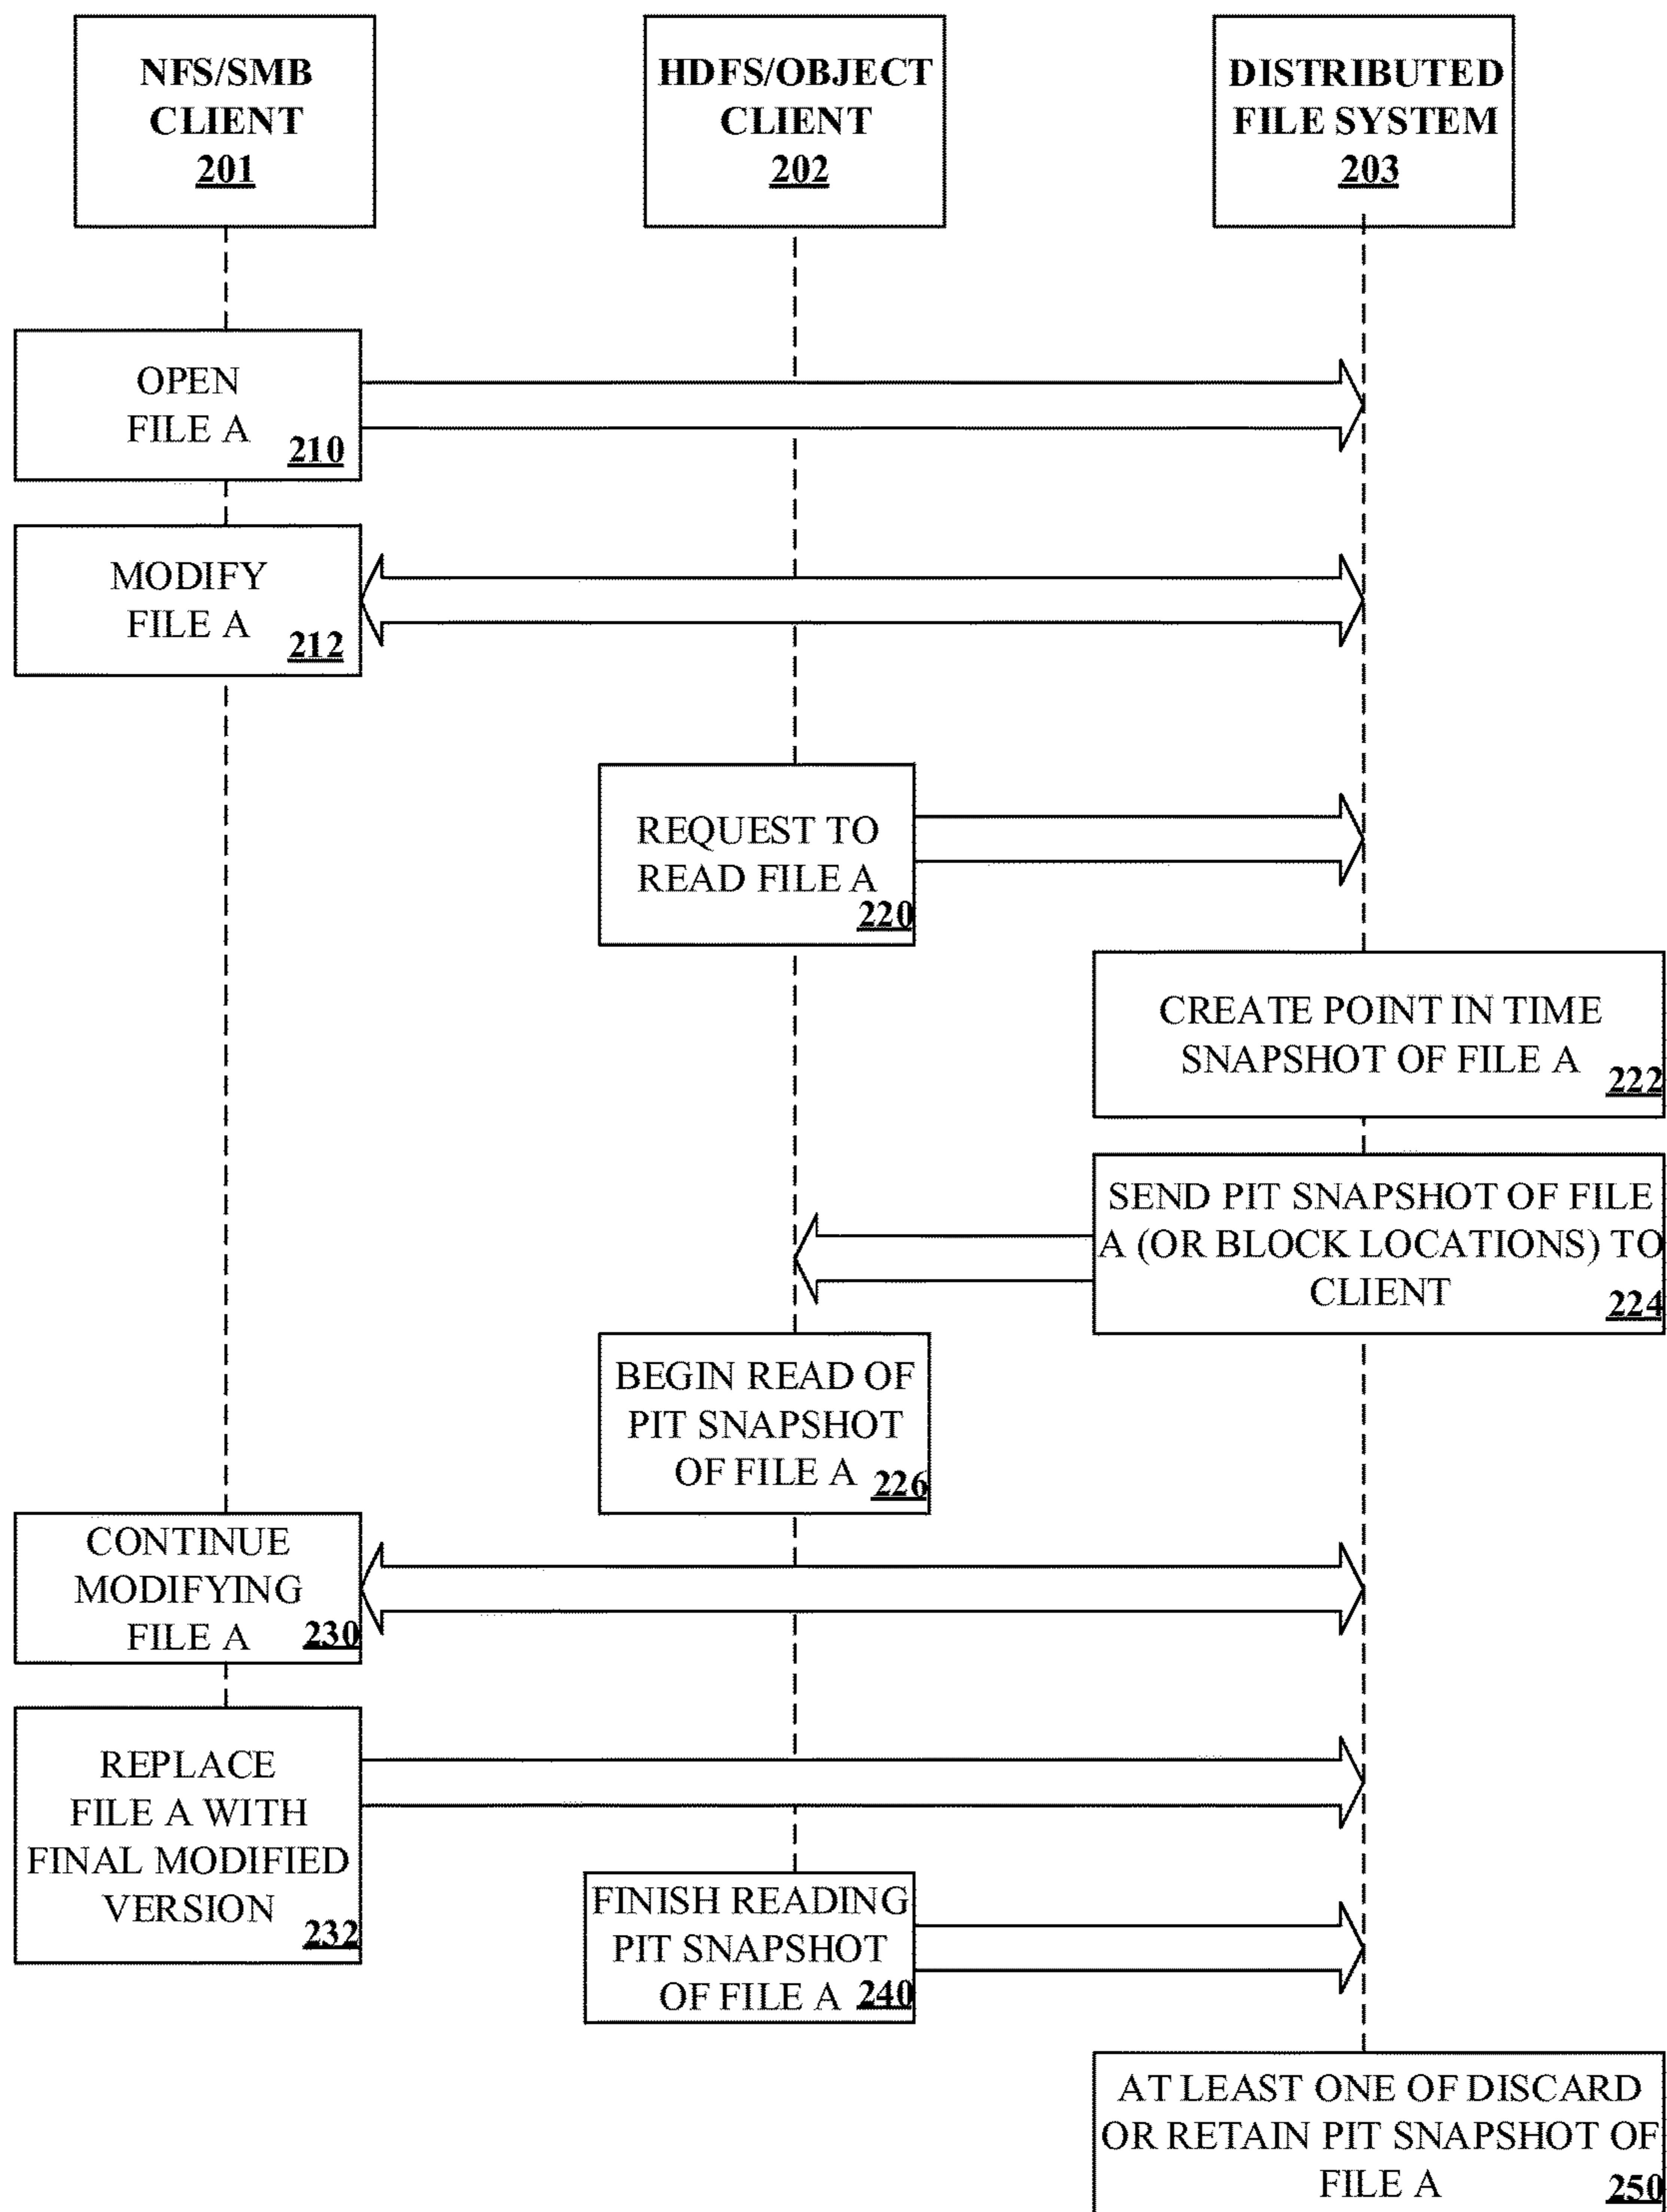 NFS/SMB
CLIENT
201
HDFS/OBJECT
CLIENT
202
DISTRIBUTED
FILE SYSTEM
203
OPEN
FILE A
210
MODIFY
FILE A
212
REQUEST TO
READ FILE A
220
CREATE POINT IN TIME
SNAPSHOT OF FILE A
222
SEND PIT SNAPSHOT OF FILE
A (OR BLOCK LOCATIONS) TO
CLIENT
224
BEGIN READ OF
PIT SNAPSHOT
OF FILE A 226
CONTINUE
MODIFYING
FILE A 230
REPLACE
FILE A WITH
FINAL MODIFIED
VERSION
232
FINISH READING
PIT SNAPSHOT
OF FILE A 240
AT LEAST ONE OF DISCARD
OR RETAIN PIT SNAPSHOT OF
FILE A 250